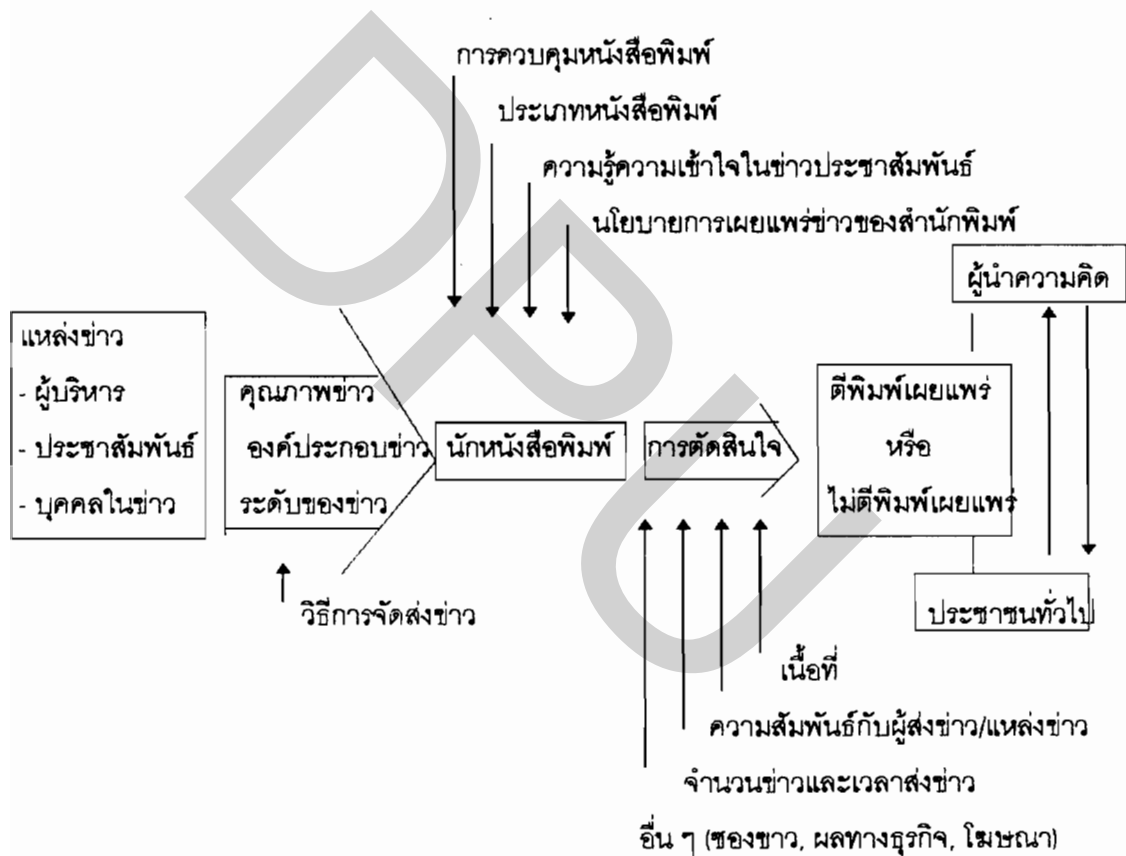 การควบคุมหนังสือพิมพ์
ประเภทหนังสือพิมพ์
ความรู้ความเข้าใจในข่าวประชาสัมพันธ์
นโยบายการเผยแพร่ข่าวของสำนักพิมพ์
ผู้นำความคิด
แหล่งข่าว
- ผู้บริหาร
- ประชาสัมพันธ์
- บุคคลในข่าว
คุณภาพข่าว
องค์ประกอบข่าว
ระดับของข่าว
วิธีการจัดส่งข่าว
นักหนังสือพิมพ์
การตัดสินใจ
ตีพิมพ์เผยแพร่
หรือ
ไม่ตีพิมพ์เผยแพร่
ประชาชนทั่วไป
เนื้อที่
ความสัมพันธ์กับผู้ส่งข่าว/แหล่งข่าว
จำนวนข่าวและเวลาส่งข่าว
อื่น ๆ (ซองขาว, ผลทางธุรกิจ, โฆษณา)
DPU